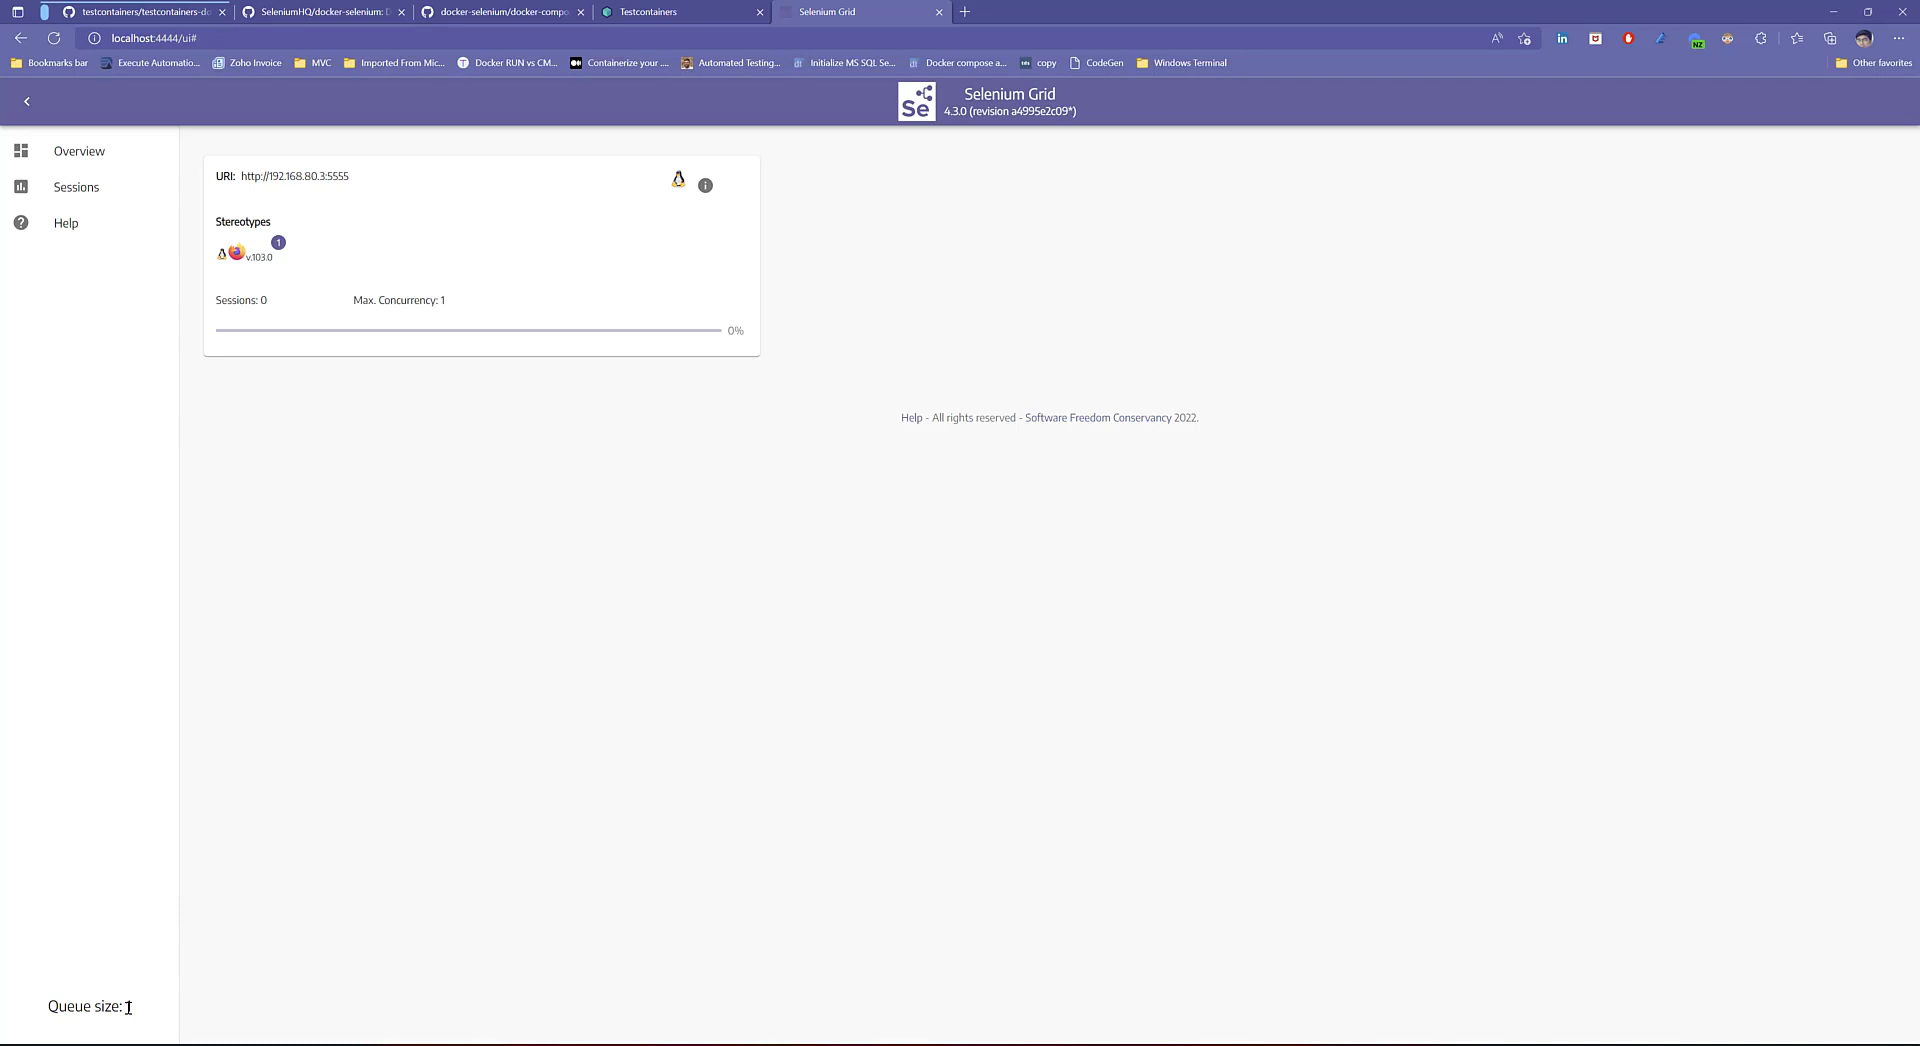 testcontainers/testcontainers-do
SeleniumHQ/docker-selenium: D
docker-selenium/docker-compo
Testcontainers
Selenium Grid
localhost:4444/ui#
NZ
Bookmarks bar
Execute Automatio...
Zoho Invoice
MVC
Imported From Mic...
Docker RUN vs CM...
Containerize your ....
Automated Testing...
Initialize MS SQL Se...
Docker compose a...
copy
CodeGen
Windows Terminal
Other favorites
Se
Selenium Grid
4.3.0 (revision a4995e2c09*)
Overview
Sessions
Help
URI: http://192.168.80.3:5555
Stereotypes
1
v.103.0
Sessions: 0
Max. Concurrency: 1
0%
Help - All rights reserved - Software Freedom Conservancy 2022.
Queue size: